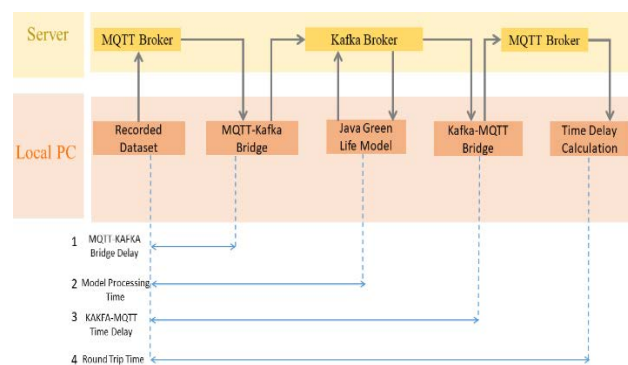 Server
MQTT Broker
Kafka Broker
MQTT Broker
Local PC
Recorded
Dataset
MQTT-Kafka
Bridge
Java Green
Life Model
Kafka-MQTT
Bridge
Time Delay
Calculation
1 MQTT-KAFKA
Bridge Delay
2 Model Processing
Time
3 KAKFA-MQTT
Time Delay
4 Round Trip Time